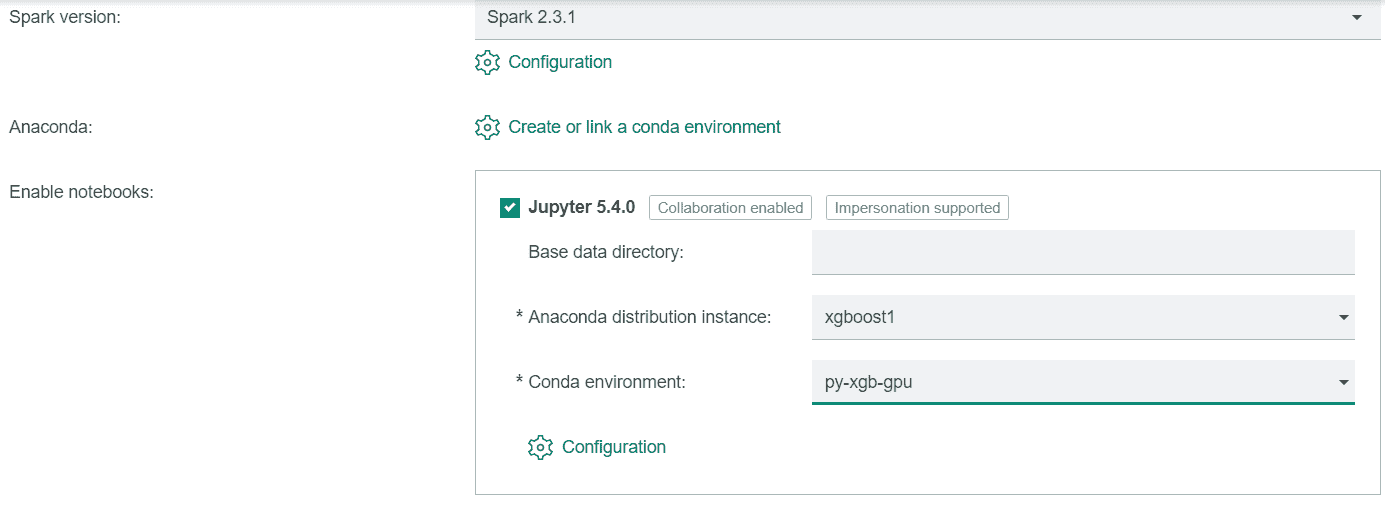 Spark version: Spark 2.3.1
Configuration
Anaconda: Create or link a conda environment
Enable notebooks:
Jupyter 5.4.0 Collaboration enabled Impersonation supported
Base data directory:
* Anaconda distribution instance: xgboost1
* Conda environment: py-xgb-gpu
Configuration